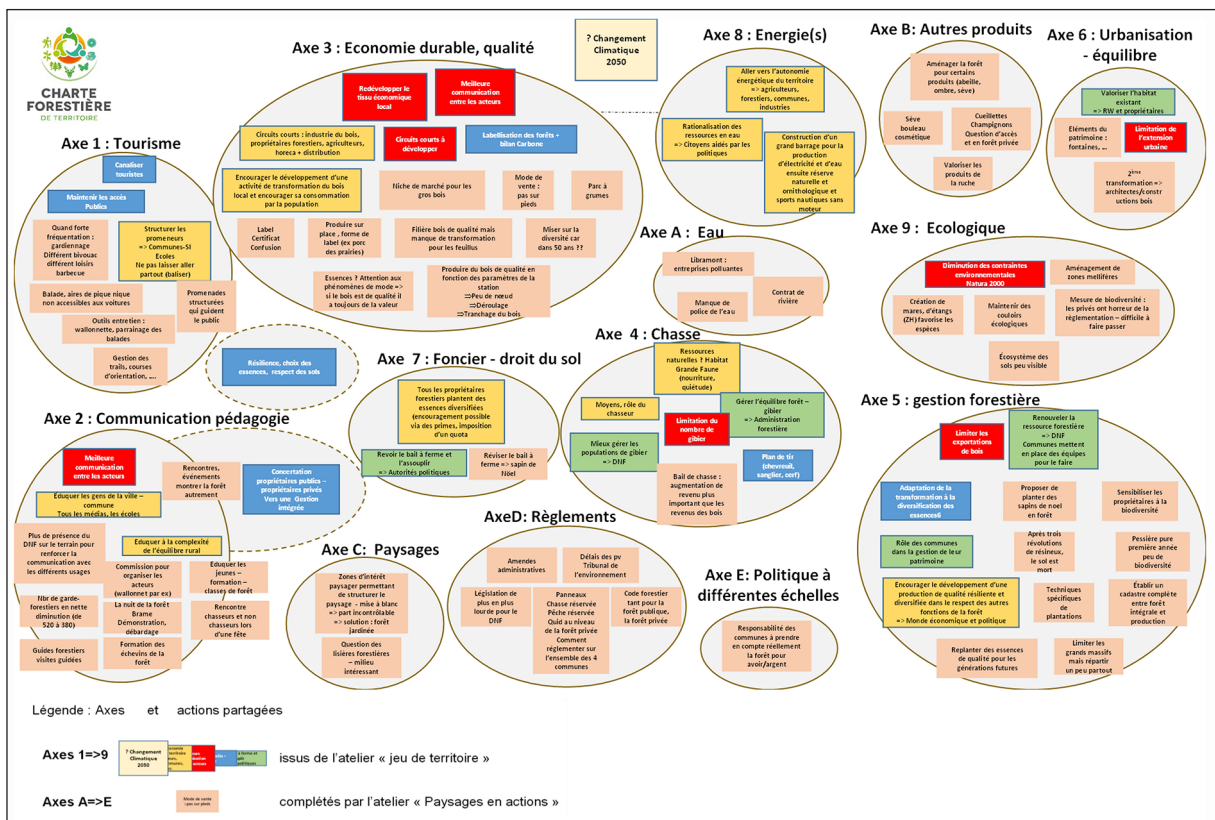 CHARTE
FORESTIÈRE
DE TERRITOIRE
Axe 3 : Economie durable, qualité
? Changement
Climatique
2050
Axe 8 : Energie(s)
Axe B: Autres produits
Axe 6 : Urbanisation
- équilibre
Redévelopper le
tissu économique
local
Meilleure
communication
entre les acteurs
Circuits courts : industrie du bois,
propriétaires forestiers, agriculteurs,
horeca + distribution
Circuits courts à
développer
Labellisation des forêts +
bilan Carbone
Encourager le développement d'une
activité de transformation du bois
local et encourager sa consommation
par la population
Niche de marché pour les
gros bois
Mode de
vente :
pas sur
pieds
Parc à
grumes
Label
Certificat
Confusion
Produire sur
place , forme de
label (ex porc
des prairies)
Filière bois de qualité mais
manque de transformation
pour les feuillus
Miser sur la
diversité car
dans 50 ans ??
Essences ? Attention aux
phénomènes de mode =>
si le bois est de qualité il
a toujours de la valeur
Produire du bois de qualité en
fonction des paramètres de la
station
⇒Peu de nœud
⇒Déroulage
⇒Tranchage du bois
Aller vers l'autonomie
énergétique du territoire
=> agriculteurs,
forestiers, communes,
industries
Rationalisation des
ressources en eau
=> Citoyens aidés par les
politiques
Construction d'un
grand barrage pour la
production
d'électricité et d'eau
ensuite réserve
naturelle et
ornithologique et
sports nautiques sans
moteur
Aménager la forêt
pour certains
produits (abeille,
ombre, sève)
Sève
bouleau
cosmétique
Cueillettes
Champignons
Question d'accès
et en forêt privée
Valoriser les
produits de
la ruche
Valoriser l'habitat
existant
=> RW et propriétaires
Eléments du
patrimoine :
fontaines, ...
Limitation de
l'extension
urbaine
2ème
transformation =>
architectes/constr
uctions bois
Axe 1 : Tourisme
Canaliser
touristes
Maintenir les accès
Publics
Quand forte
fréquentation :
gardiennage
Différent bivouac
différent loisirs
barbecue
Structurer les
promeneurs
=> Communes-SI
Ecoles
Ne pas laisser aller
partout (baliser)
Balade, aires de pique nique
non accessibles aux voitures
Promenades
structurées
qui guident
le public
Outils entretien :
wallonnette, parrainage des
balades
Gestion des
trails, courses
d'orientation, ....
Résilience, choix des
essences, respect des sols
Axe A : Eau
Libramont :
entreprises polluantes
Contrat de
rivière
Manque de
police de l'eau
Axe 9 : Ecologique
Diminution des contraintes
environnementales
Natura 2000
Aménagement de
zones mellifères
Création de
mares, d'étangs
(ZH) favorise les
espèces
Maintenir des
couloirs
écologiques
Mesure de biodiversité :
les privés ont horreur de la
règlementation – difficile à
faire passer
Écosystème des
sols peu visible
Axe 7 : Foncier - droit du sol
Tous les propriétaires
forestiers plantent des
essences diversifiées
(encouragement possible
via des primes, imposition
d'un quota)
Revoir le bail à ferme et
l'assouplir
=> Autorités politiques
Réviser le bail à
ferme => sapin de
Nöel
Axe 4 : Chasse
Ressources
naturelles ? Habitat
Grande Faune
(nourriture,
quiétude)
Moyens, rôle du
chasseur
Limitation du
nombre de
gibier
Gérer l'équilibre forêt –
gibier
=> Administration
forestière
Mieux gérer les
populations de gibier
=> DNF
Plan de tir
(chevreuil,
sanglier, cerf)
Bail de chasse :
augmentation de
revenu plus
important que les
revenus des bois
Axe 2 : Communication pédagogie
Meilleure
communication
entre les acteurs
Rencontres,
événements
montrer la forêt
autrement
Concertation
propriétaires publics –
propriétaires privés
Vers une Gestion
intégrée
Eduquer les gens de la ville –
commune
Tous les médias, les écoles
Plus de présence du
DNF sur le terrain pour
renforcer la
communication avec
les différents usages
Eduquer à la complexité
de l'équilibre rural
Commission pour
organiser les
acteurs
(wallonnet par ex)
Eduquer les
jeunes –
formation –
classes de forêt
Nbr de garde-
forestiers en nette
diminution (de
520 à 380)
La nuit de la forêt
Brame
Démonstration,
débardage
Rencontre
chasseurs et non
chasseurs lors
d'une fête
Guides forestiers
visites guidées
Formation des
échevins de la
forêt
Axe C: Paysages
Zones d'intérêt
paysager permettant
de structurer le
paysage - mise à blanc
=> part incontrôlable
=> solution : forêt
jardinée
Question des
lisières forestières
– milieu
intéressant
AxeD: Règlements
Amendes
administratives
Délais des pv
Tribunal de
l'environnement
Législation de
plus en plus
lourde pour le
DNF
Panneaux
Chasse réservée
Pêche réservée
Quid au niveau
de la forêt privée
Comment
réglementer sur
l'ensemble des 4
communes
Code forestier
tant pour la
forêt publique,
la forêt privée
Axe E: Politique à
différentes échelles
Responsabilité des
communes à prendre
en compte réellement
la forêt pour
avoir/argent
Axe 5 : gestion forestière
Limiter les
exportations
de bois
Renouveler la
ressource forestière
=> DNF
Communes mettent
en place des équipes
pour le faire
Adaptation de la
transformation à la
diversification des
essences6
Proposer de
planter des
sapins de noel
en forêt
Sensibiliser les
propriétaires à la
biodiversité
Rôle des communes
dans la gestion de leur
patrimoine
Après trois
révolutions
de résineux,
le sol est
mort
Pessière pure
première année
peu de
biodiversité
Encourager le développement d'une
production de qualité résiliente et
diversifiée dans le respect des autres
fonctions de la forêt
=> Monde économique et politique
Techniques
spécifiques
de
plantations
Établir un
cadastre complète
entre forêt
intégrale et
production
Replanter des essences
de qualité pour les
générations futures
Limiter les
grands massifs
mais répartir
un peu partout
Légende : Axes et actions partagées
Axes 1=>9
? Changement
Climatique
2050
issus de l'atelier « jeu de territoire »
Axes A=>E
Mode de vente
: pas sur pieds
complétés par l'atelier « Paysages en actions »